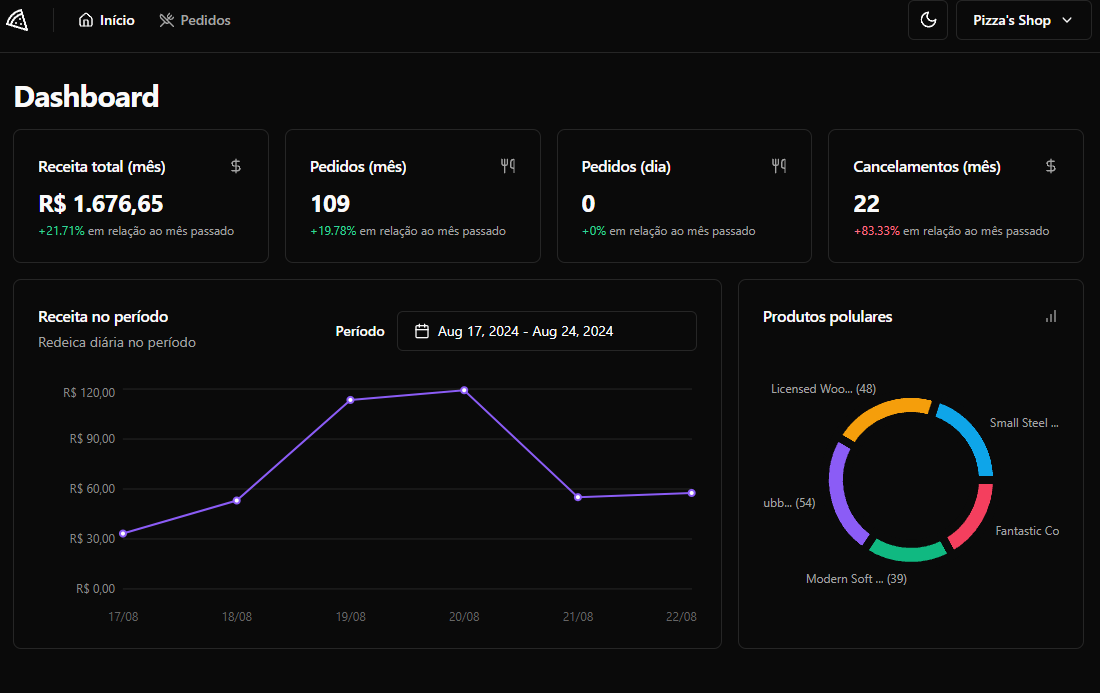 Início
Pedidos
Pizza's Shop
Dashboard
Receita total (mês)
R$ 1.676,65
+21.71% em relação ao mês passado
Pedidos (mês)
109
+19.78% em relação ao mês passado
Pedidos (dia)
0
+0% em relação ao mês passado
Cancelamentos (mês)
22
+83.33% em relação ao mês passado
Receita no período
Redeica diária no período
Período
Aug 17, 2024 - Aug 24, 2024
R$ 120,00
R$ 90,00
R$ 60,00
R$ 30,00
R$ 0,00
17/08
18/08
19/08
20/08
21/08
22/08
Produtos polulares
Licensed Woo... (48)
Small Steel ...
ubb... (54)
Fantastic Co
Modern Soft ... (39)